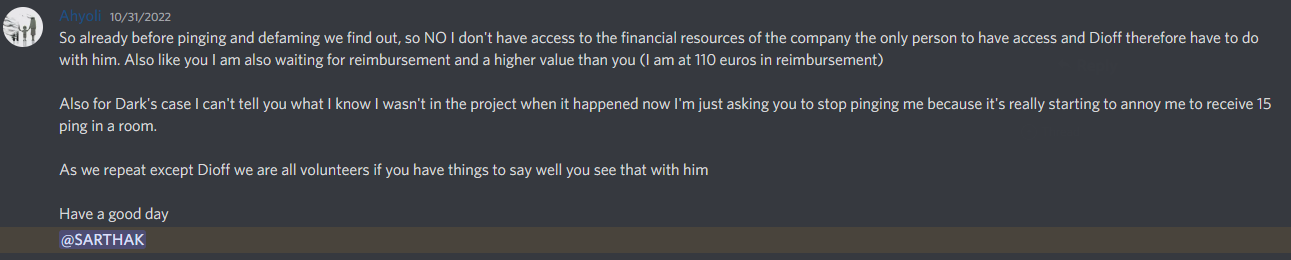 Ahyoli 10/31/2022
So already before pinging and defaming we find out, so NO I don't have access to the financial resources of the company the only person to have access and Dioff therefore have to do
with him. Also like you I am also waiting for reimbursement and a higher value than you (I am at 110 euros in reimbursement)
Also for Dark's case I can't tell you what I know I wasn't in the project when it happened now I'm just asking you to stop pinging me because it's really starting to annoy me to receive 15
ping in a room.
As we repeat except Dioff we are all volunteers if you have things to say well you see that with him
Have a good day
@SARTHAK